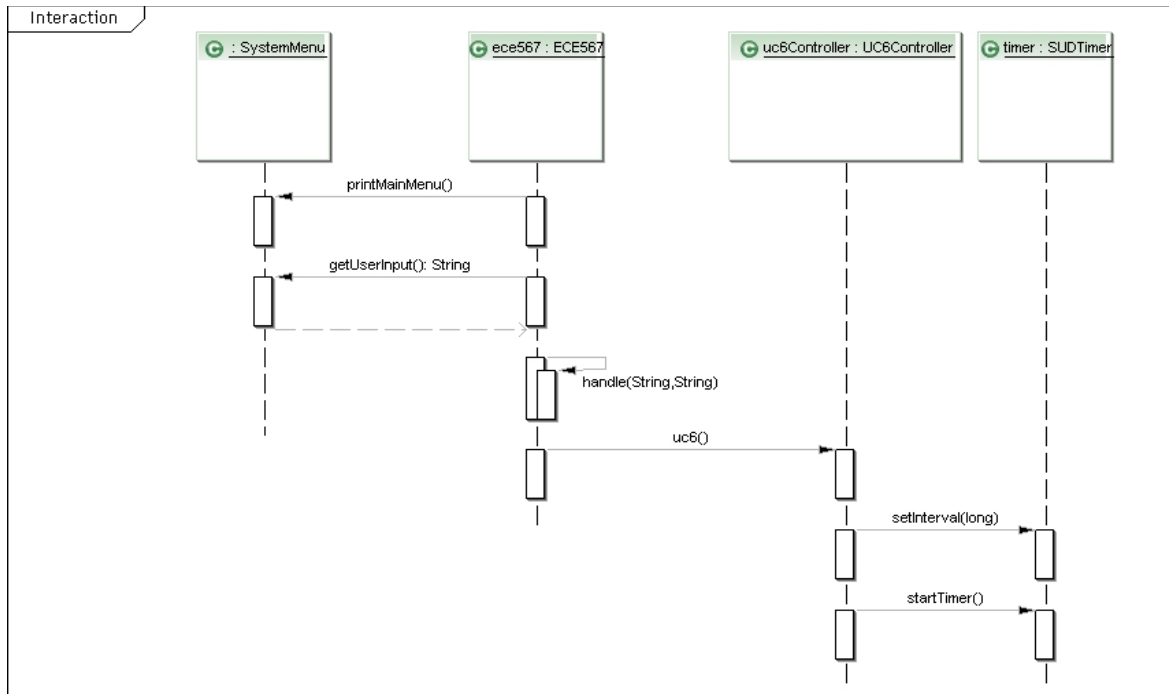 Interaction
C : SystemMenu
C ece567 : ECE567
C uc6Controller : UC6Controller
C timer : SUDTimer
printMainMenu()
getUserInput(): String
handle(String,String)
uc6()
setInterval(long)
startTimer()